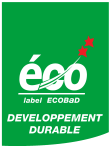 éco
label ECOBaD
DEVELOPPEMENT
DURABLE